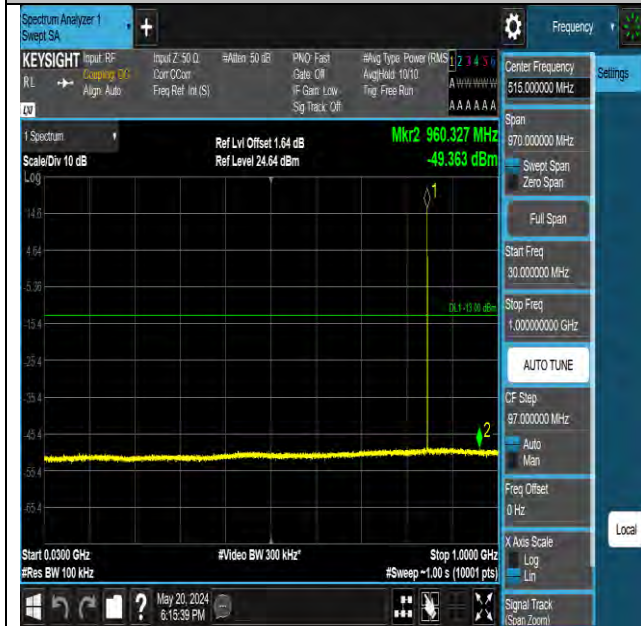 Spectrum Analyzer 1
Swept SA
+
Frequency
KEYSIGHT
RL
LV
Input: RF
Coupling: DC
Align: Auto
Input Z: 50 Ω
Corr CCorr
Freq Ref: Int (S)
#Atten: 50 dB
PNO: Fast
Gate: Off
IF Gain: Low
Sig Track: Off
#Avg Type: Power (RMS
Avg|Hold: 10/10
Trig: Free Run
1 2 3 4 5 6
A W W W W W
A A A A A A
Center Frequency
515.000000 MHz
Settings
1 Spectrum
Scale/Div 10 dB
Log
Ref Lvl Offset 1.64 dB
Ref Level 24.64 dBm
Mkr2 960.327 MHz
-49.363 dBm
Span
970.000000 MHz
Swept Span
Zero Span
Full Span
Start Freq
30.000000 MHz
Stop Freq
1.000000000 GHz
AUTO TUNE
CF Step
97.000000 MHz
Auto
Man
Freq Offset
0 Hz
X Axis Scale
Log
Lin
Local
Signal Track
(Span Zoom)
1
14.6
4.64
-5.36
DL1 -13.00 dBm
-15.4
-25.4
-35.4
-45.4
2
-55.4
-65.4
Start 0.0300 GHz
#Res BW 100 kHz
#Video BW 300 kHz*
Stop 1.0000 GHz
#Sweep ~1.00 s (10001 pts)
?
May 20, 2024
6:15:39 PM